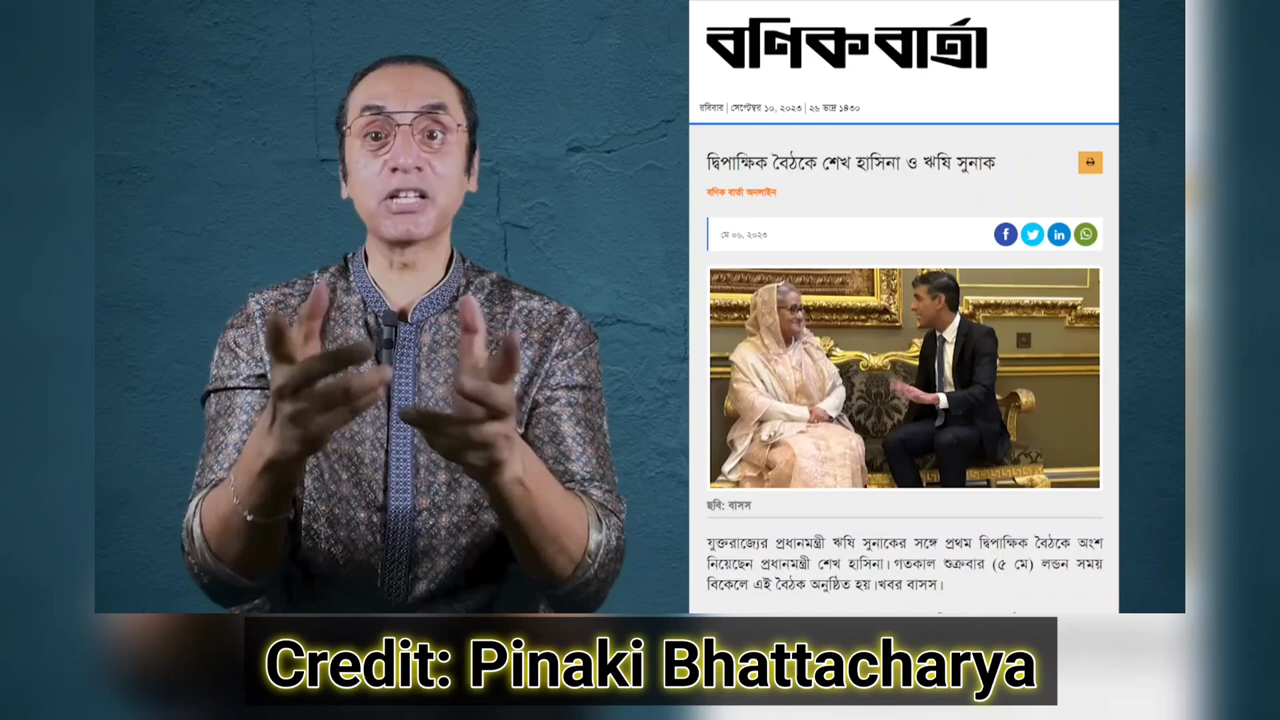 বণিক বার্তা
রবিবার | সেপ্টেম্বর ১০, ২০২৩ | ২৬ ভাদ্র ১৪৩০
দ্বিপাক্ষিক বৈঠকে শেখ হাসিনা ও ঋষি সুনাক
বণিক বার্তা অনলাইন
মে ০৬, ২০২৩
ছবি: বাসস
যুক্তরাজ্যের প্রধানমন্ত্রী ঋষি সুনাকের সঙ্গে প্রথম দ্বিপাক্ষিক বৈঠকে অংশ
নিয়েছেন প্রধানমন্ত্রী শেখ হাসিনা। গতকাল শুক্রবার (৫ মে) লন্ডন সময়
বিকেলে এই বৈঠক অনুষ্ঠিত হয়। খবর বাসস।
Credit: Pinaki Bhattacharya